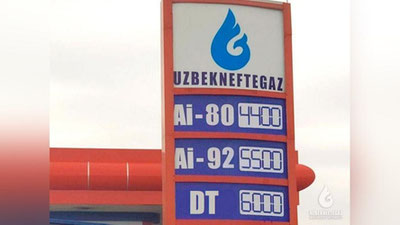 UZBEKNEFTEGAZ
Ai-80 4400
Ai-92 5500
DT 6000